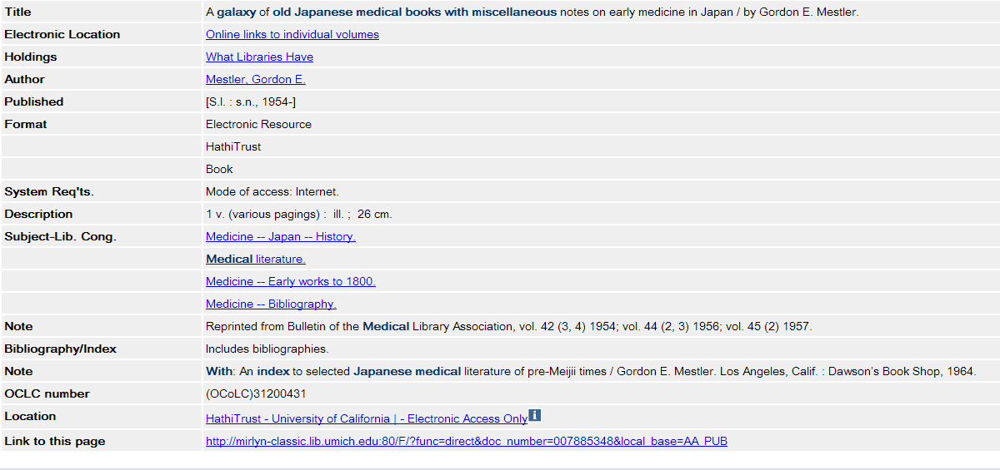 Title A galaxy of old Japanese medical books with miscellaneous notes on early medicine in Japan / by Gordon E. Mestler.
Electronic Location Online links to individual volumes
Holdings What Libraries Have
Author Mestler, Gordon E.
Published [S.l. : s.n., 1954-]
Format Electronic Resource
HathiTrust
Book
System Req'ts. Mode of access: Internet.
Description 1 v. (various pagings) : ill. ; 26 cm.
Subject-Lib. Cong. Medicine -- Japan -- History.
Medical literature.
Medicine -- Early works to 1800.
Medicine -- Bibliography.
Note Reprinted from Bulletin of the Medical Library Association, vol. 42 (3, 4) 1954; vol. 44 (2, 3) 1956; vol. 45 (2) 1957.
Bibliography/Index Includes bibliographies.
Note With: An index to selected Japanese medical literature of pre-Meijii times / Gordon E. Mestler. Los Angeles, Calif. : Dawson's Book Shop, 1964.
OCLC number (OCoLC)31200431
Location HathiTrust - University of California | - Electronic Access Only i
Link to this page http://mirlyn-classic.lib.umich.edu:80/F/?func=direct&doc_number=007885348&local_base=AA_PUB